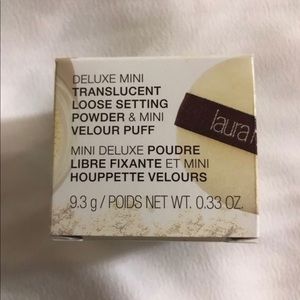 DELUXE MINI
TRANSLUCENT
LOOSE SETTING
POWDER & MINI
VELOUR PUFF
MINI DELUXE POUDRE
LIBRE FIXANTE ET MINI
HOUPPETTE VELOURS
9.3 g / POIDS NET WT. 0.33 OZ.
laura